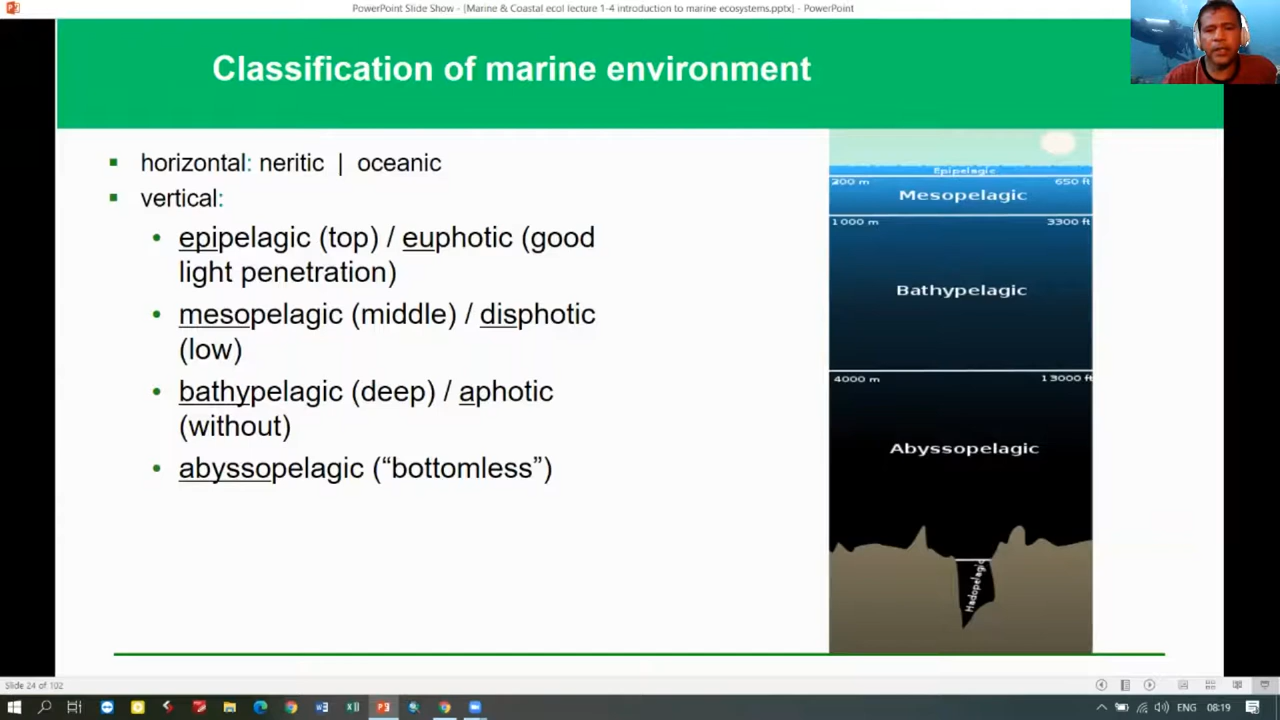 PowerPoint Slide Show - [Marine & Coastal ecol lecture 1-4 introduction to marine ecosystems.pptx] - PowerPoint
Classification of marine environment
horizontal: neritic | oceanic
vertical:
epipelagic (top) / euphotic (good
light penetration)
mesopelagic (middle) / disphotic
(low)
bathypelagic (deep) / aphotic
(without)
abyssopelagic (“bottomless”)
Epipelagic
200 m 650 ft
Mesopelagic
1000 m 3300 ft
Bathypelagic
4000 m 13000 ft
Abyssopelagic
Hadopelagic
Slide 24 of 102
ENG 08:19